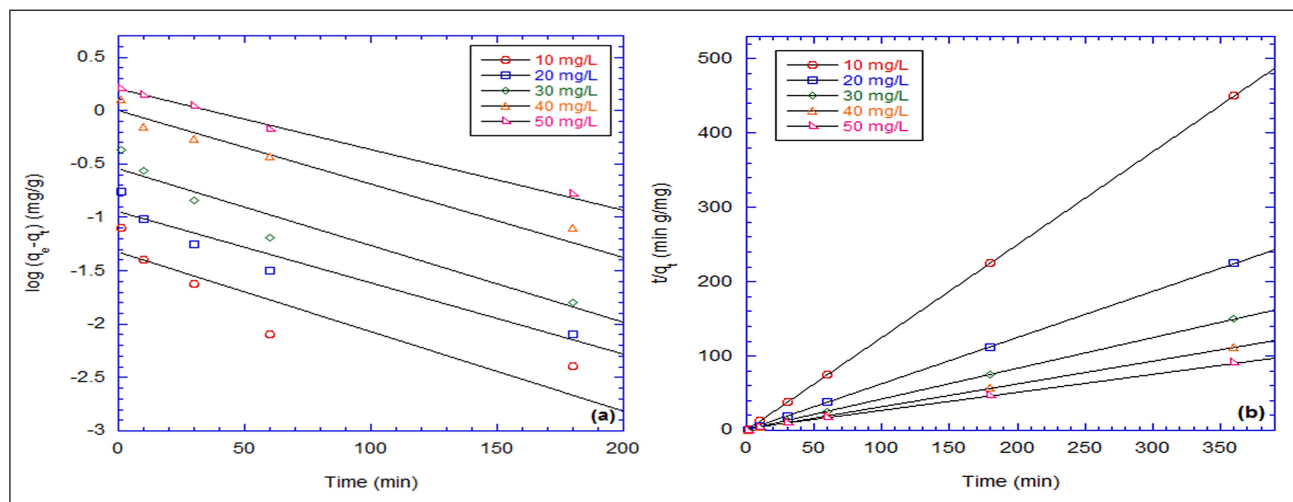 0.5
0
-0.5
-1
-1.5
-2
-2.5
-3
log (qe-qt) (mg/g)
0 50 100 150 200
Time (min)
10 mg/L
20 mg/L
30 mg/L
40 mg/L
50 mg/L
(a)
500
400
300
200
100
0
t/qt (min g/mg)
0 50 100 150 200 250 300 350
Time (min)
10 mg/L
20 mg/L
30 mg/L
40 mg/L
50 mg/L
(b)